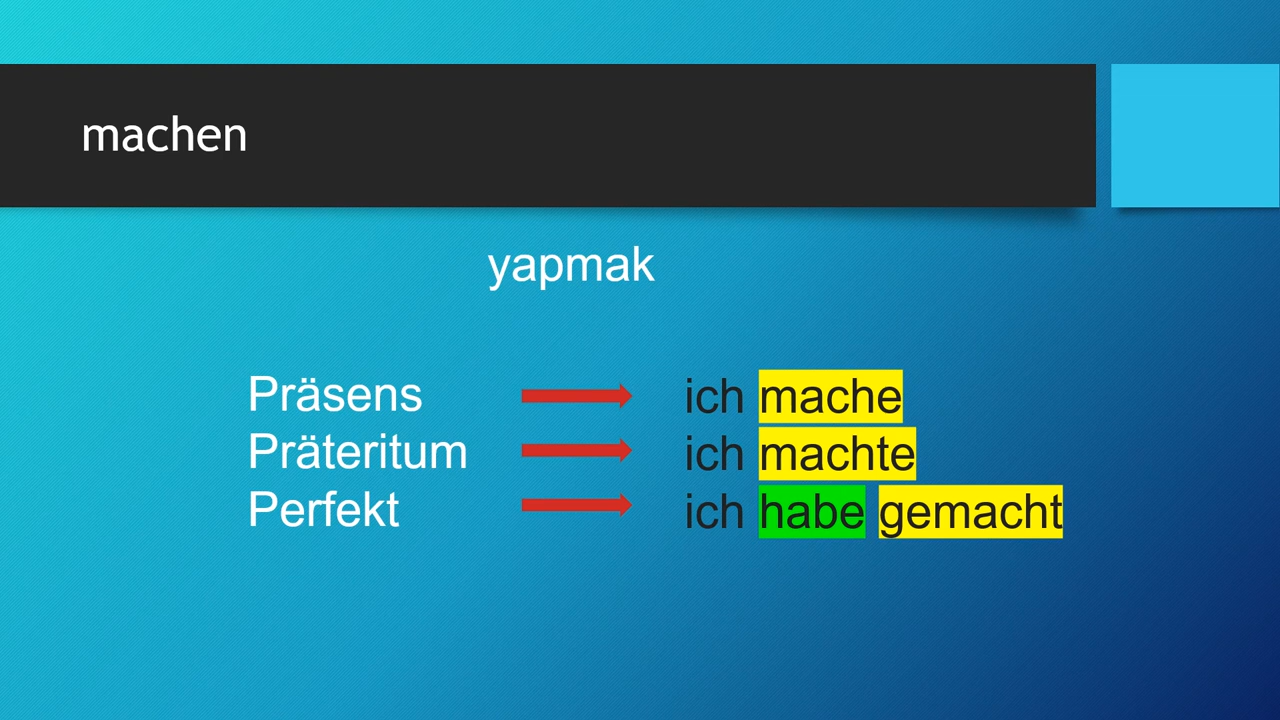 machen
yapmak
Präsens ich mache
Präteritum ich machte
Perfekt ich habe gemacht